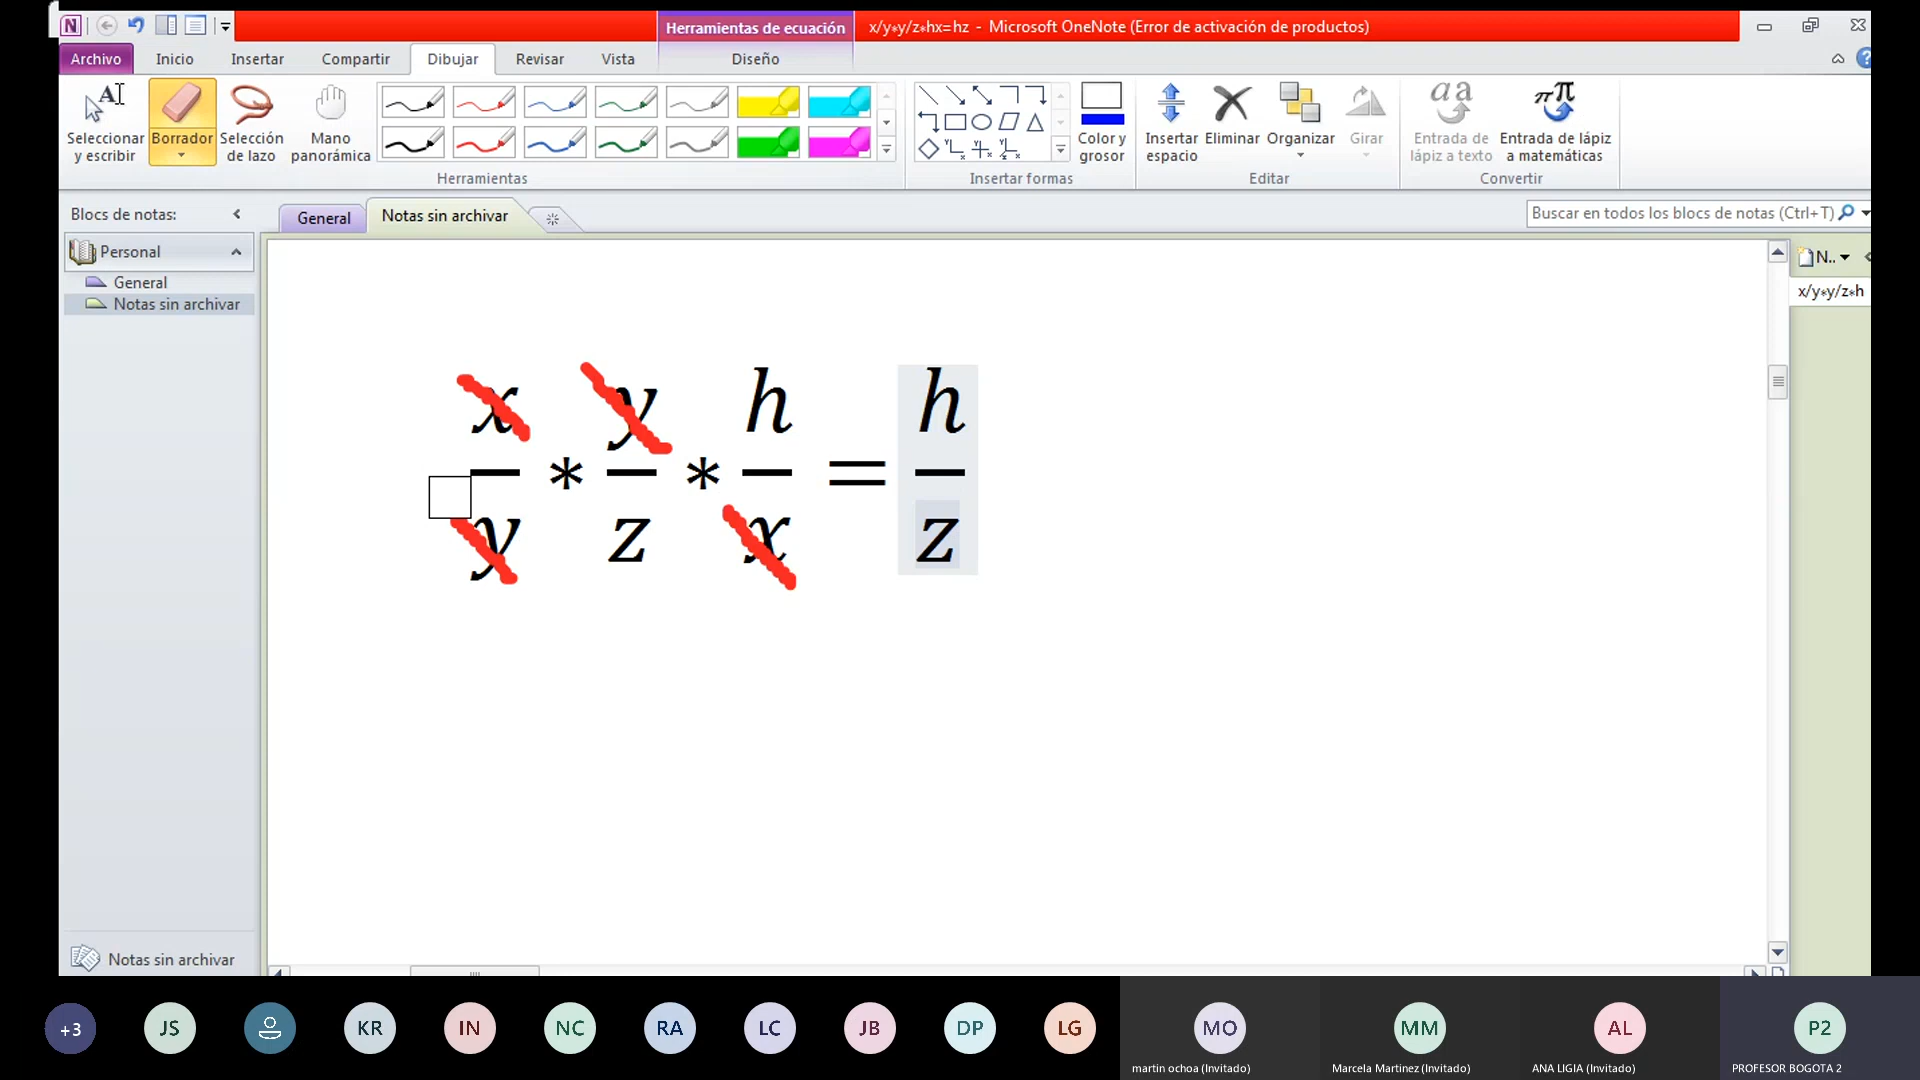 Herramientas de ecuación x/y*y/z*hx=hz - Microsoft OneNote (Error de activación de productos)
Archivo Inicio Insertar Compartir Dibujar Revisar Vista Diseño
Seleccionar y escribir
Borrador
Selección de lazo
Mano panorámica
Color y grosor
Insertar espacio
Eliminar
Organizar
Girar
Entrada de lápiz a texto
Entrada de lápiz a matemáticas
Herramientas Insertar formas Editar Convertir
Blocs de notas:
General Notas sin archivar
Buscar en todos los blocs de notas (Ctrl+T)
Personal
General
Notas sin archivar
N..
x/y*y/z*h
x y h h
* * =
y z x z
Notas sin archivar
+3 JS KR IN NC RA LC JB DP LG MO MM AL P2
martin ochoa (Invitado) Marcela Martinez (Invitado) ANA LIGIA (Invitado) PROFESOR BOGOTA 2